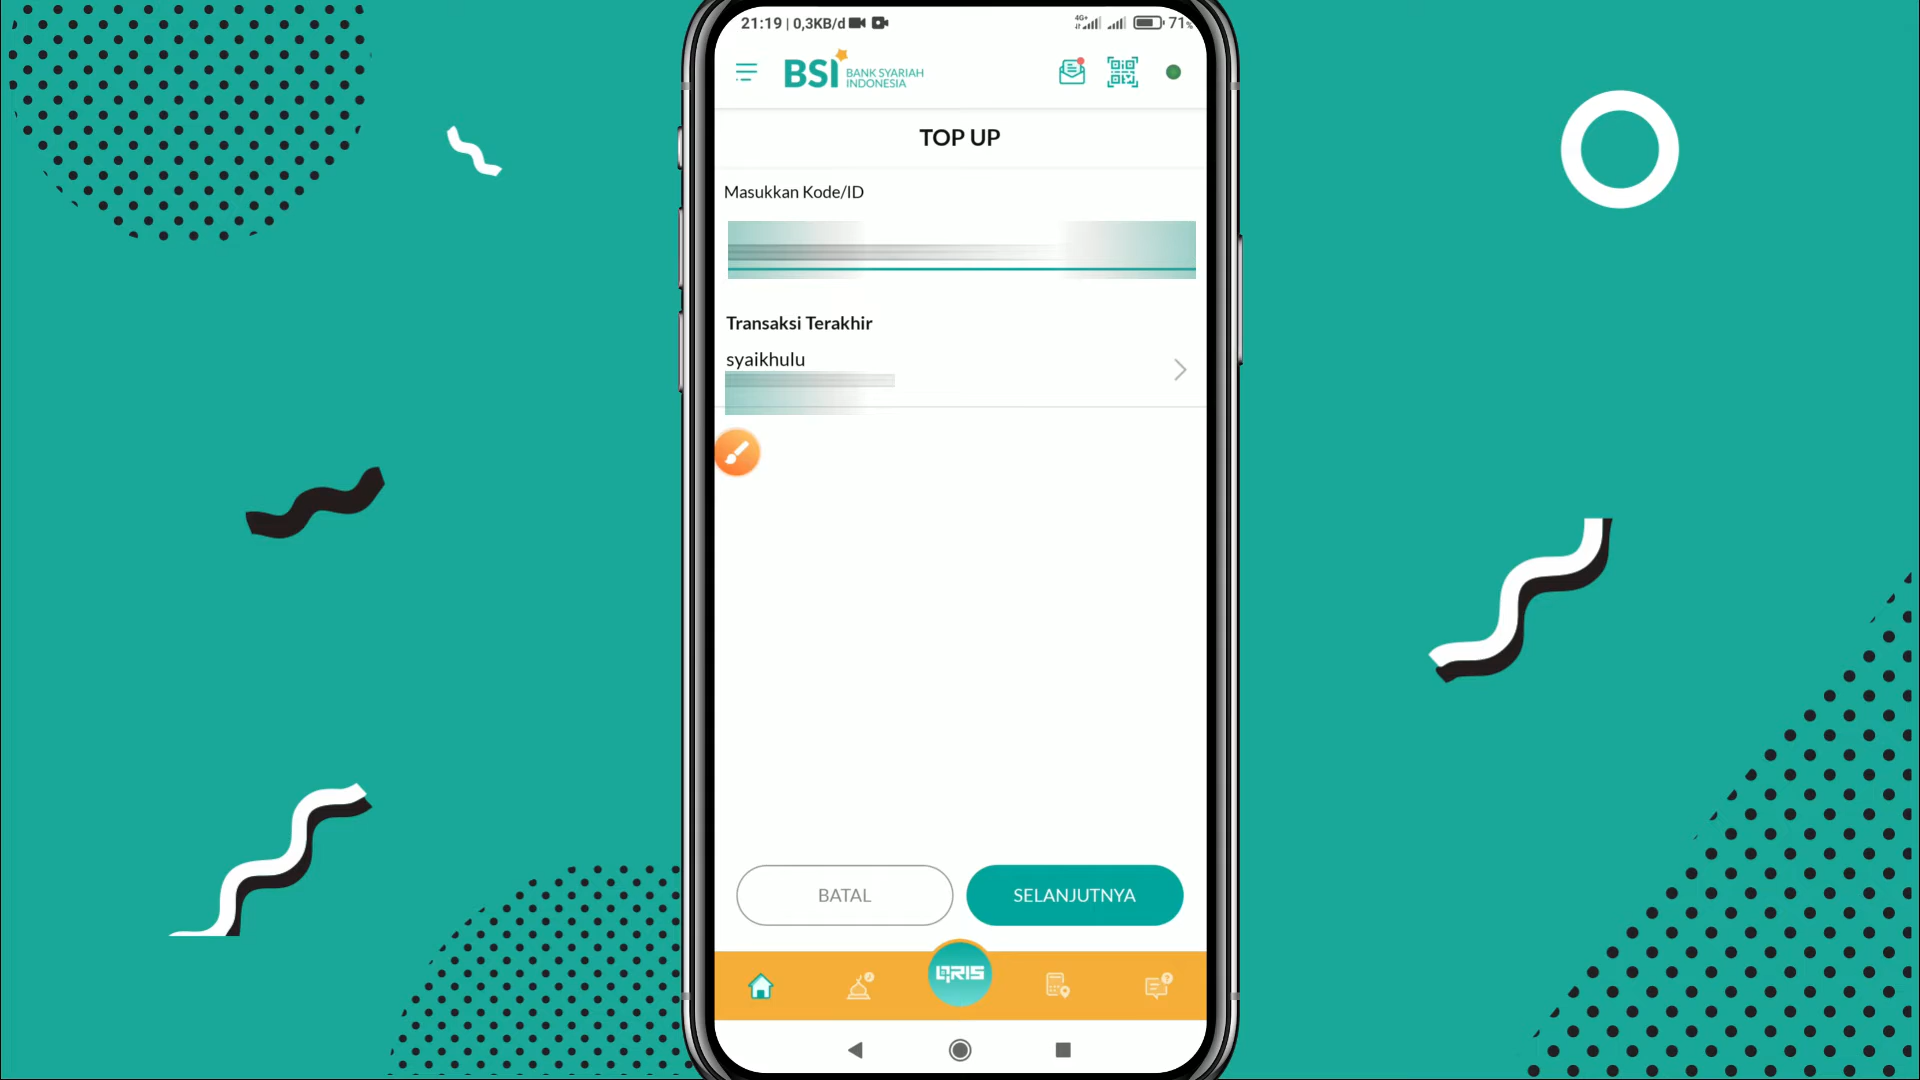 21:19 | 0,3KB/d
4G+
71%
BSI BANK SYARIAH
INDONESIA
TOP UP
Masukkan Kode/ID
Transaksi Terakhir
syaikhulu
BATAL
SELANJUTNYA
QRIS